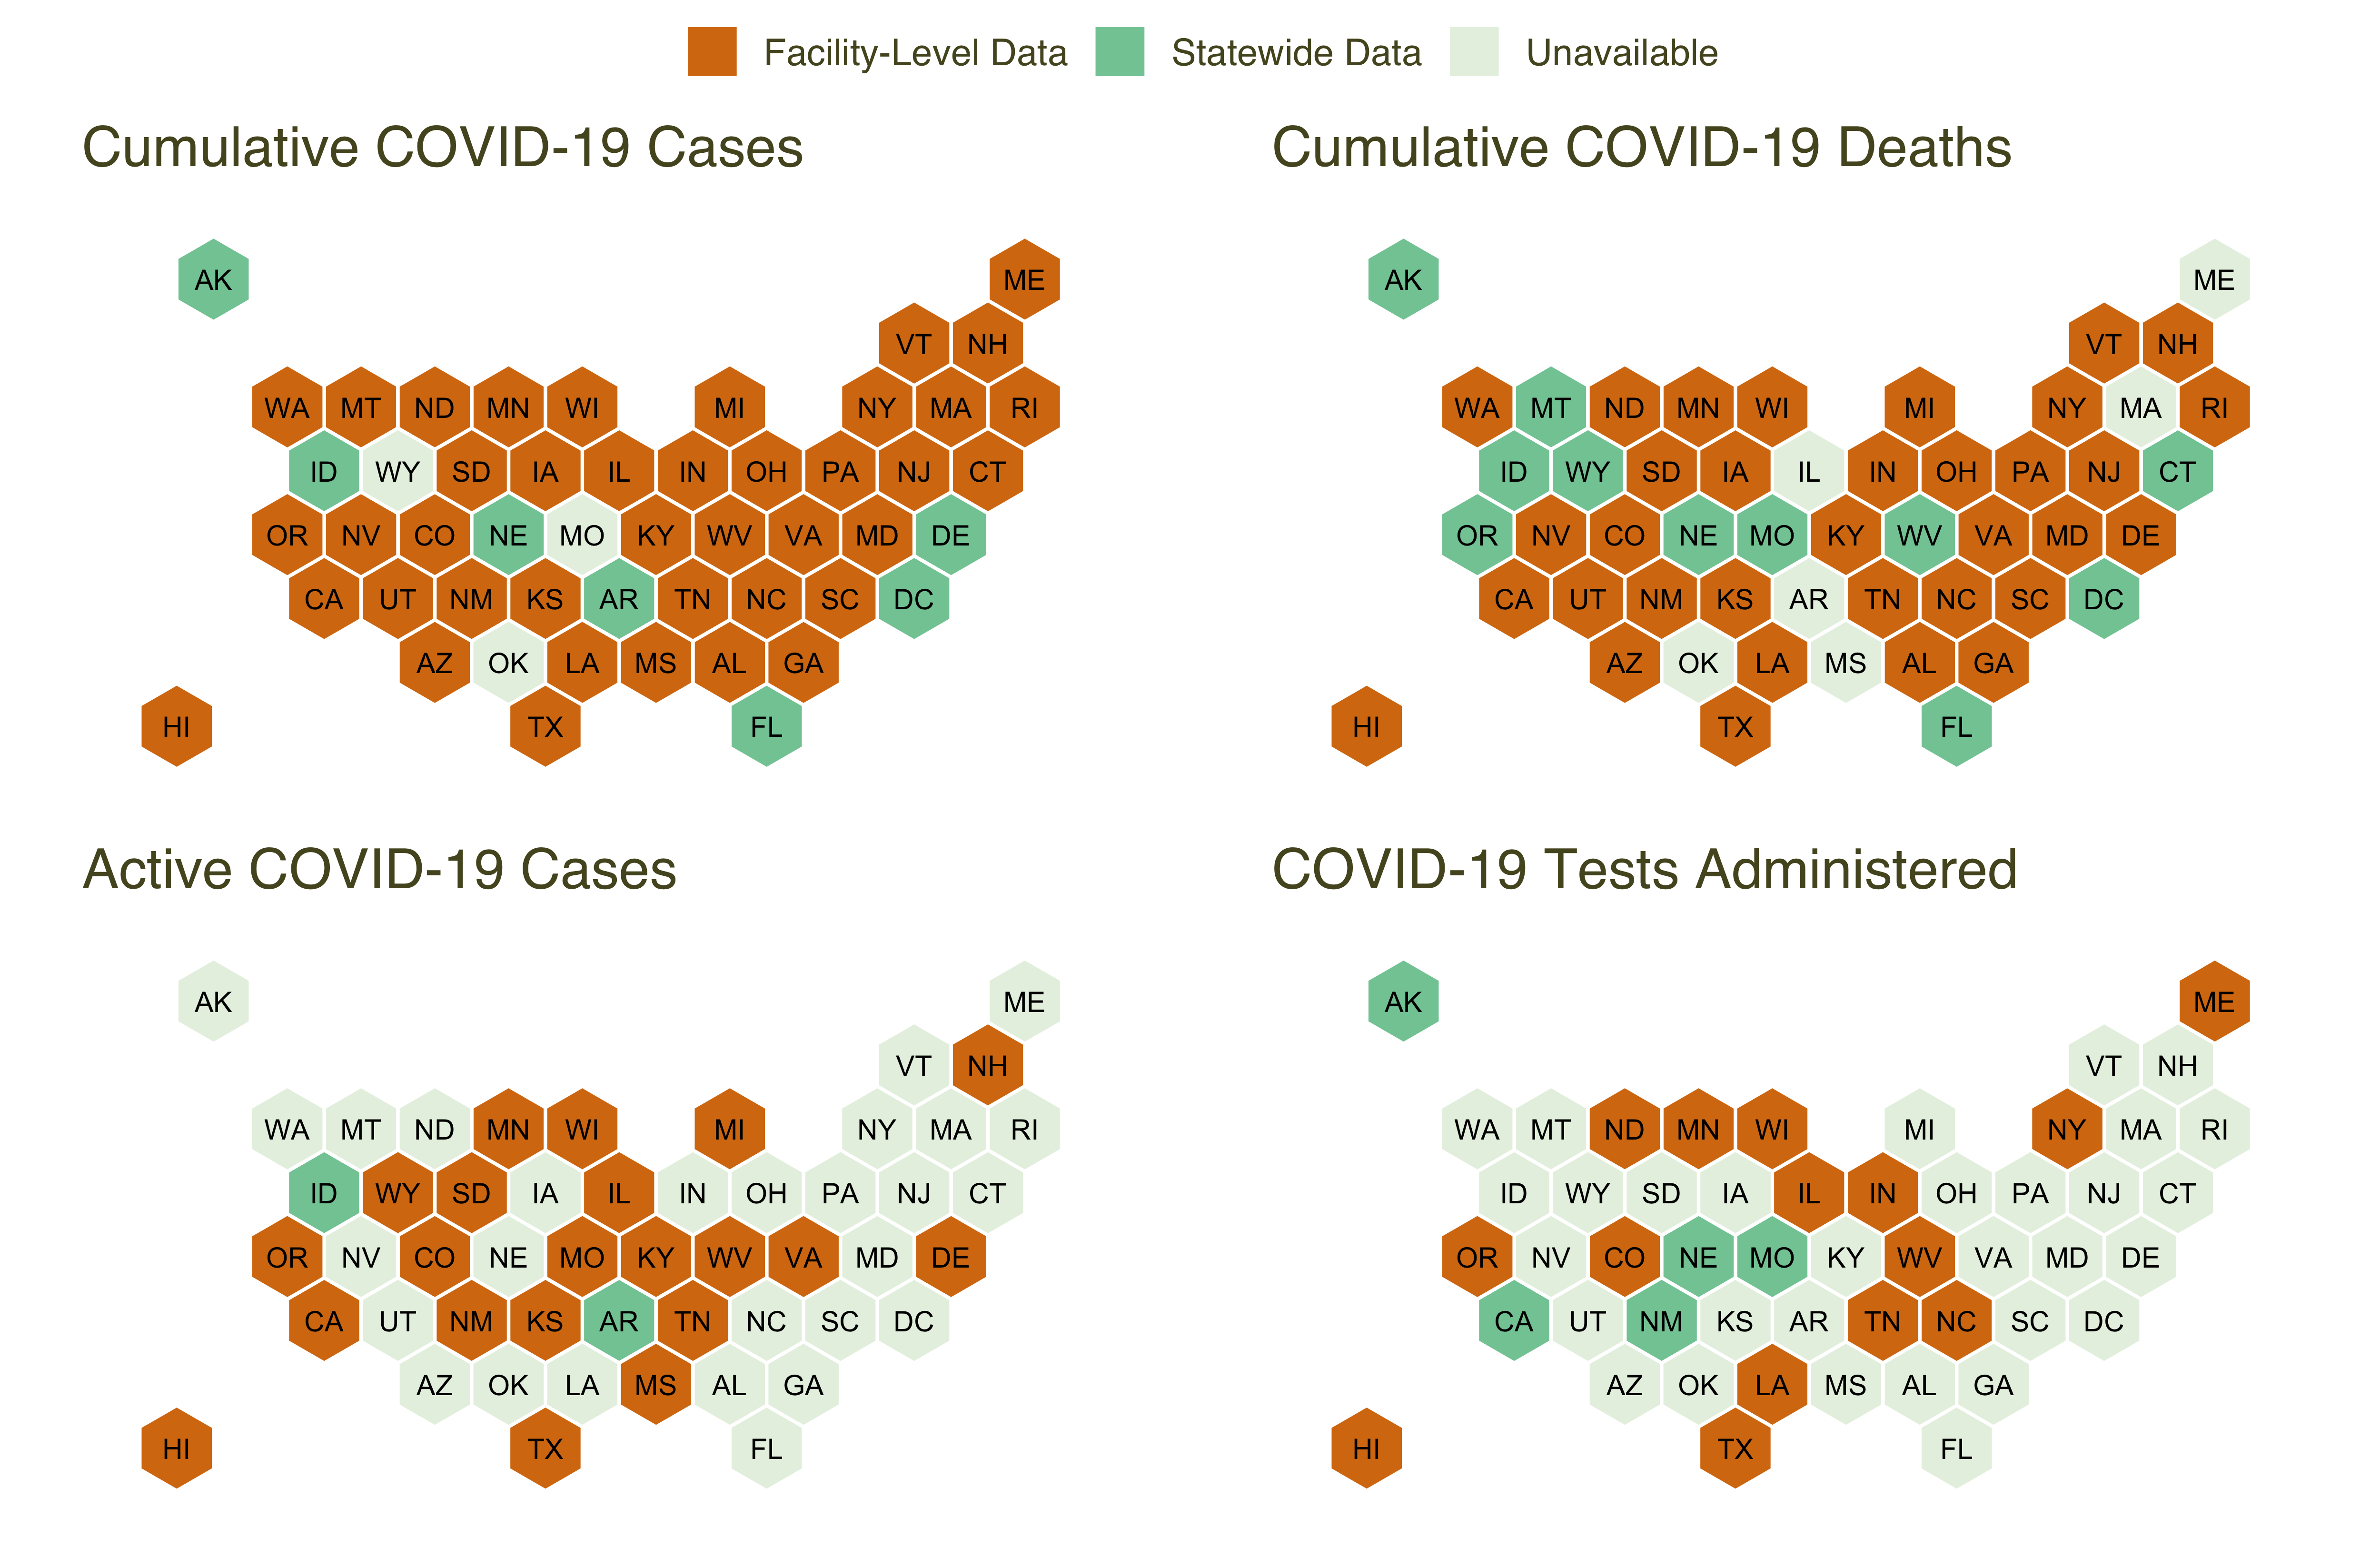 Facility-Level Data Statewide Data Unavailable
Cumulative COVID-19 Cases
AK ME
VT NH
WA MT ND MN WI MI NY MA RI
ID WY SD IA IL IN OH PA NJ CT
OR NV CO NE MO KY WV VA MD DE
CA UT NM KS AR TN NC SC DC
AZ OK LA MS AL GA
HI TX FL
Cumulative COVID-19 Deaths
AK ME
VT NH
WA MT ND MN WI MI NY MA RI
ID WY SD IA IL IN OH PA NJ CT
OR NV CO NE MO KY WV VA MD DE
CA UT NM KS AR TN NC SC DC
AZ OK LA MS AL GA
HI TX FL
Active COVID-19 Cases
AK ME
VT NH
WA MT ND MN WI MI NY MA RI
ID WY SD IA IL IN OH PA NJ CT
OR NV CO NE MO KY WV VA MD DE
CA UT NM KS AR TN NC SC DC
AZ OK LA MS AL GA
HI TX FL
COVID-19 Tests Administered
AK ME
VT NH
WA MT ND MN WI MI NY MA RI
ID WY SD IA IL IN OH PA NJ CT
OR NV CO NE MO KY WV VA MD DE
CA UT NM KS AR TN NC SC DC
AZ OK LA MS AL GA
HI TX FL